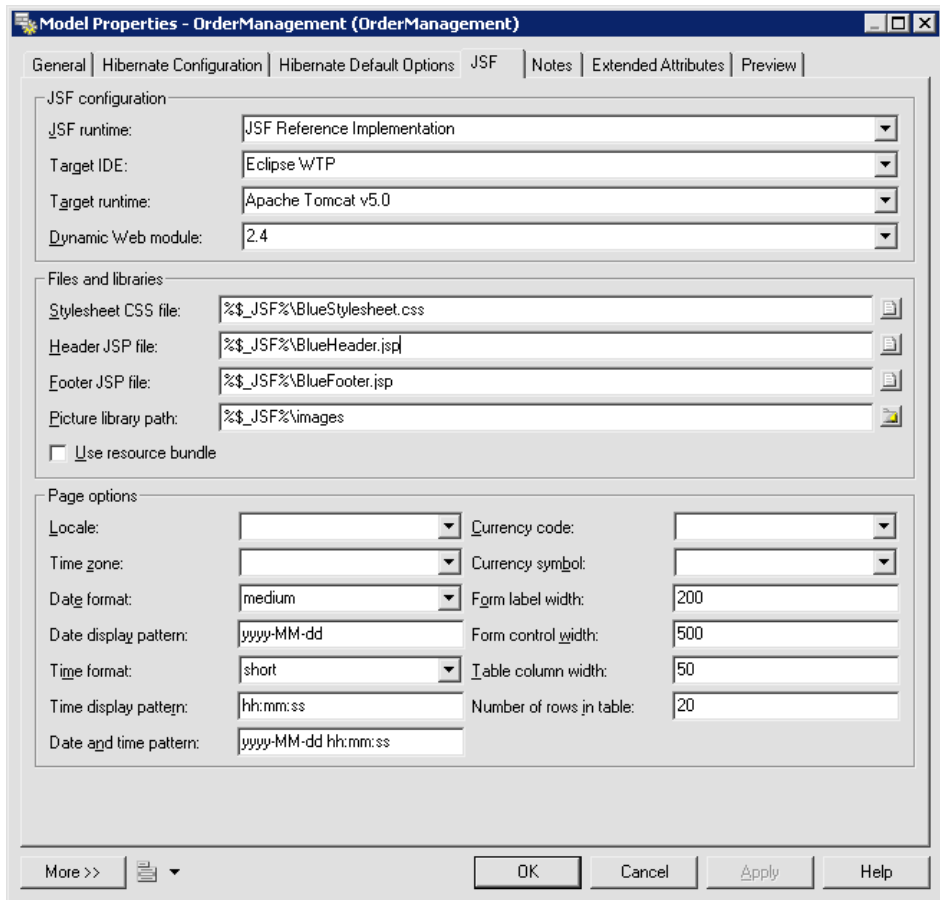 Model Properties - OrderManagement (OrderManagement)
General Hibernate Configuration Hibernate Default Options JSF Notes Extended Attributes Preview
JSF configuration
JSF runtime: JSF Reference Implementation
Target IDE: Eclipse WTP
Target runtime: Apache Tomcat v5.0
Dynamic Web module: 2.4
Files and libraries
Stylesheet CSS file: %$_JSF%\BlueStylesheet.css
Header JSP file: %$_JSF%\BlueHeader.jsp
Footer JSP file: %$_JSF%\BlueFooter.jsp
Picture library path: %$_JSF%\images
Use resource bundle
Page options
Locale: Currency code:
Time zone: Currency symbol:
Date format: medium Form label width: 200
Date display pattern: yyyy-MM-dd Form control width: 500
Time format: short Table column width: 50
Time display pattern: hh:mm:ss Number of rows in table: 20
Date and time pattern: yyyy-MM-dd hh:mm:ss
More >> OK Cancel Apply Help